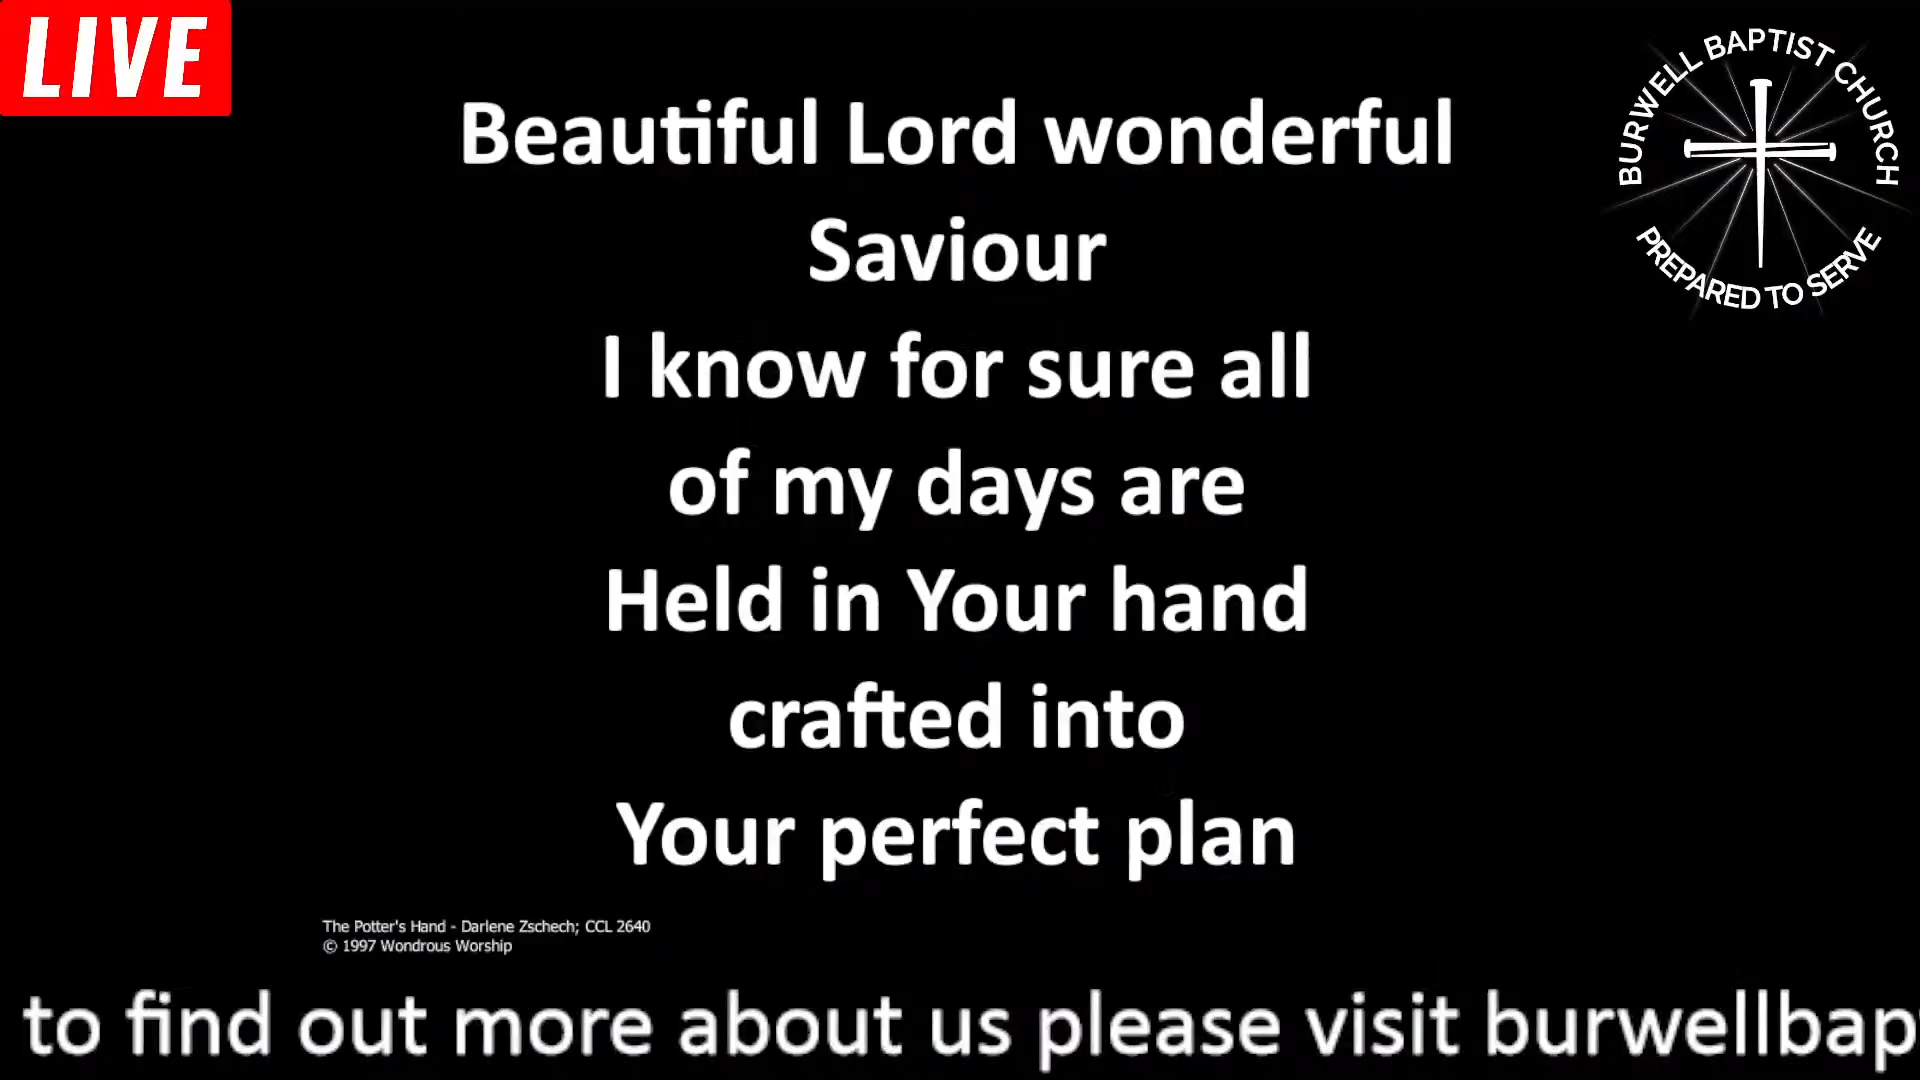 LIVE
BURWELL BAPTIST CHURCH
PREPARED TO SERVE
Beautiful Lord wonderful
Saviour
I know for sure all
of my days are
Held in Your hand
crafted into
Your perfect plan
The Potter's Hand - Darlene Zschech; CCL 2640
© 1997 Wondrous Worship
to find out more about us please visit burwellbap